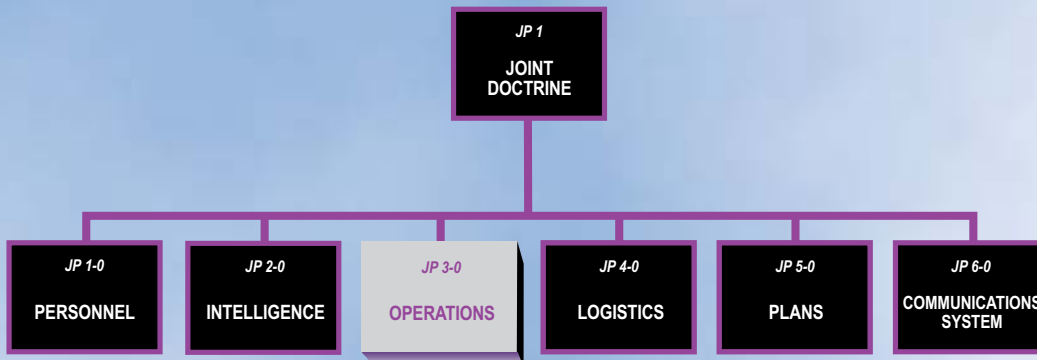 JP 1
JOINT
DOCTRINE
JP 1-0
PERSONNEL
JP 2-0
INTELLIGENCE
JP 3-0
OPERATIONS
JP 4-0
LOGISTICS
JP 5-0
PLANS
JP 6-0
COMMUNICATIONS
SYSTEM